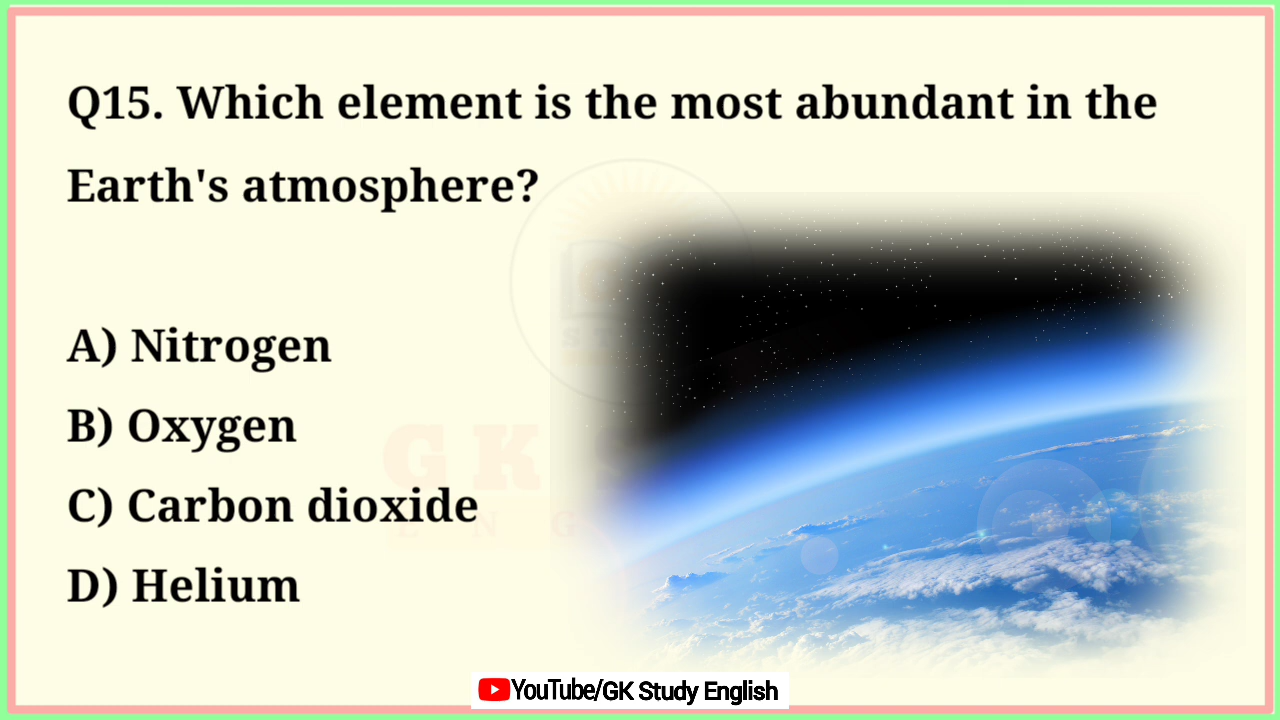 Q15. Which element is the most abundant in the
Earth's atmosphere?
A) Nitrogen
B) Oxygen
C) Carbon dioxide
D) Helium
GK
YouTube/GK Study English